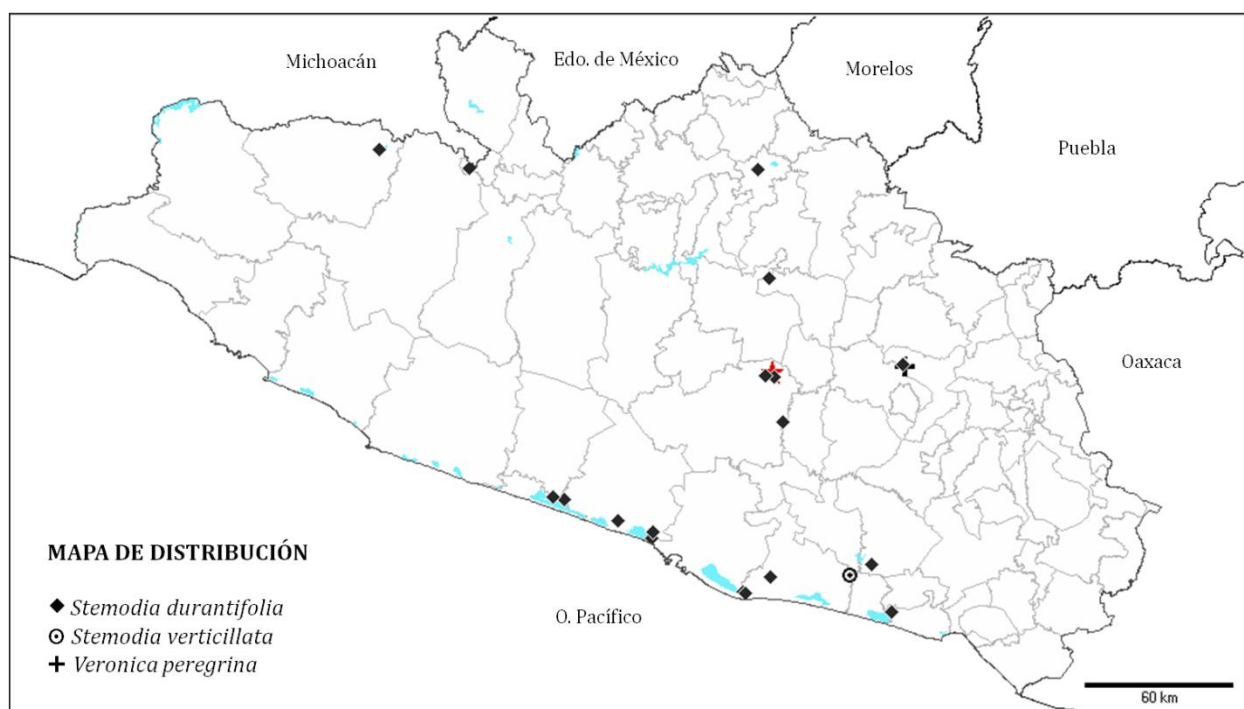 Michoacán
Edo. de México
Morelos
Puebla
Oaxaca
O. Pacífico
MAPA DE DISTRIBUCIÓN
Stemodia durantifolia
Stemodia verticillata
Veronica peregrina
60 km